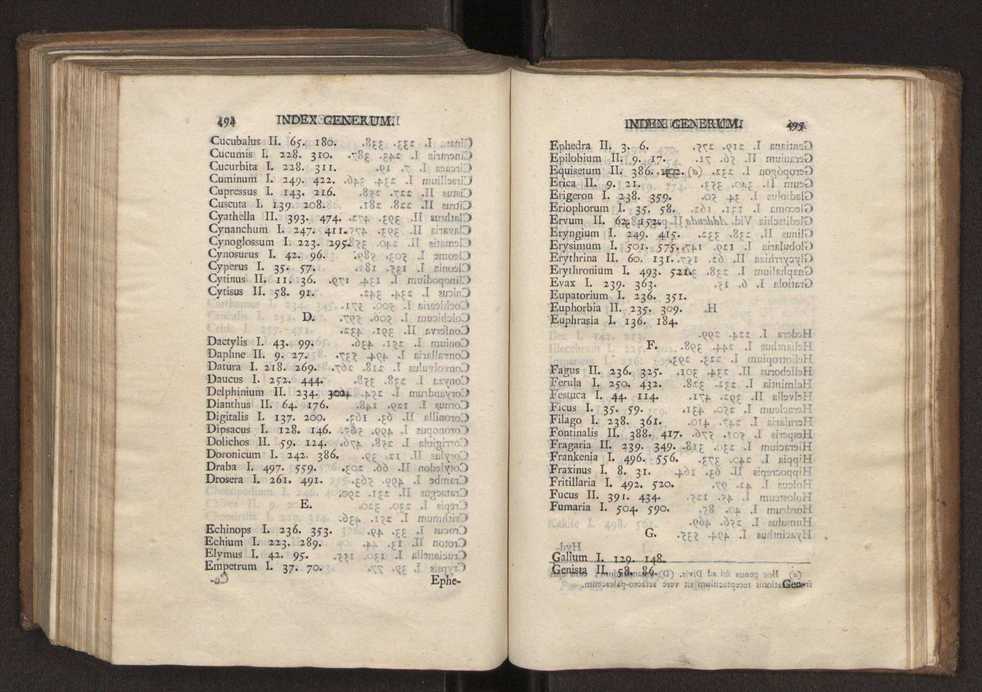 494 INDEX GENERUM.
Cucubalus II. 65. 180.
Cucumis I. 228. 310.
Cucurbita I. 228. 311.
Cuminum I. 249. 422.
Cupressus I. 143. 216.
Cuscuta I. 139. 208.
Cyathella II. 393. 474.
Cynanchum I. 247. 411.
Cynoglossum I. 223. 295.
Cynosurus I. 42. 96.
Cyperus I. 35. 57.
Cytinus II. 11. 36.
Cytisus II. 58. 91.
D.
Dactylis I. 43. 99.
Daphne II. 9. 27.
Datura I. 218. 269.
Daucus I. 252. 444.
Delphinium II. 234. 302.
Dianthus II. 64. 176.
Digitalis I. 137. 200.
Dipsacus I. 128. 146.
Dolichos II. 59. 124.
Doronicum I. 242. 386.
Draba I. 497. 559.
Drosera I. 261. 491.
E.
Echinops I. 236. 353.
Echium I. 223. 289.
Elymus I. 42. 95.
Empetrum I. 37. 70.
Ephe-
INDEX GENERUM. 495
Ephedra II. 3. 6.
Epilobium II. 9. 17.
Equisetum II. 386.
Erica II. 9. 21.
Erigeron I. 238. 359.
Eriophorum I. 35. 58.
Ervum II. 62. 152.
Eryngium I. 249. 415.
Erysimum I. 501. 575.
Erythrina II. 60. 131.
Erythronium I. 493. 521.
Evax I. 239. 363.
Eupatorium I. 236. 351.
Euphorbia II. 235. 309.
Euphrasia I. 136. 184.
F.
Fagus II. 236. 325.
Ferula I. 250. 432.
Festuca I. 44. 114.
Ficus I. 35. 59.
Filago I. 238. 361.
Fontinalis II. 388. 417.
Fragaria II. 239. 349.
Frankenia I. 496. 556.
Fraxinus I. 8. 31.
Fritillaria I. 492. 520.
Fucus II. 391. 434.
Fumaria I. 504. 590.
G.
Galium I. 129. 148.
Genista II. 58. 86.
Gen-